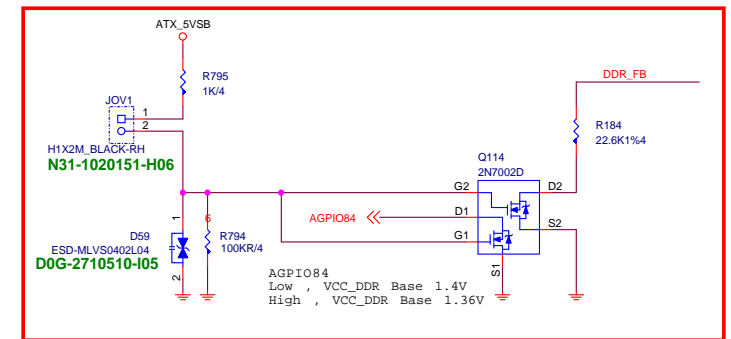 ATX_5VSB
R795
1K/4
JOV1
1
2
H1X2M_BLACK-RH
N31-1020151-H06
DDR_FB
R184
22.6K1%4
Q114
2N7002D
G2
D2
D1
S2
G1
S1
AGPIO84
1
D59
ESD-MLVS0402L04
D0G-2710510-I05
2
6
R794
100KR/4
AGPIO84
Low , VCC_DDR Base 1.4V
High , VCC_DDR Base 1.36V